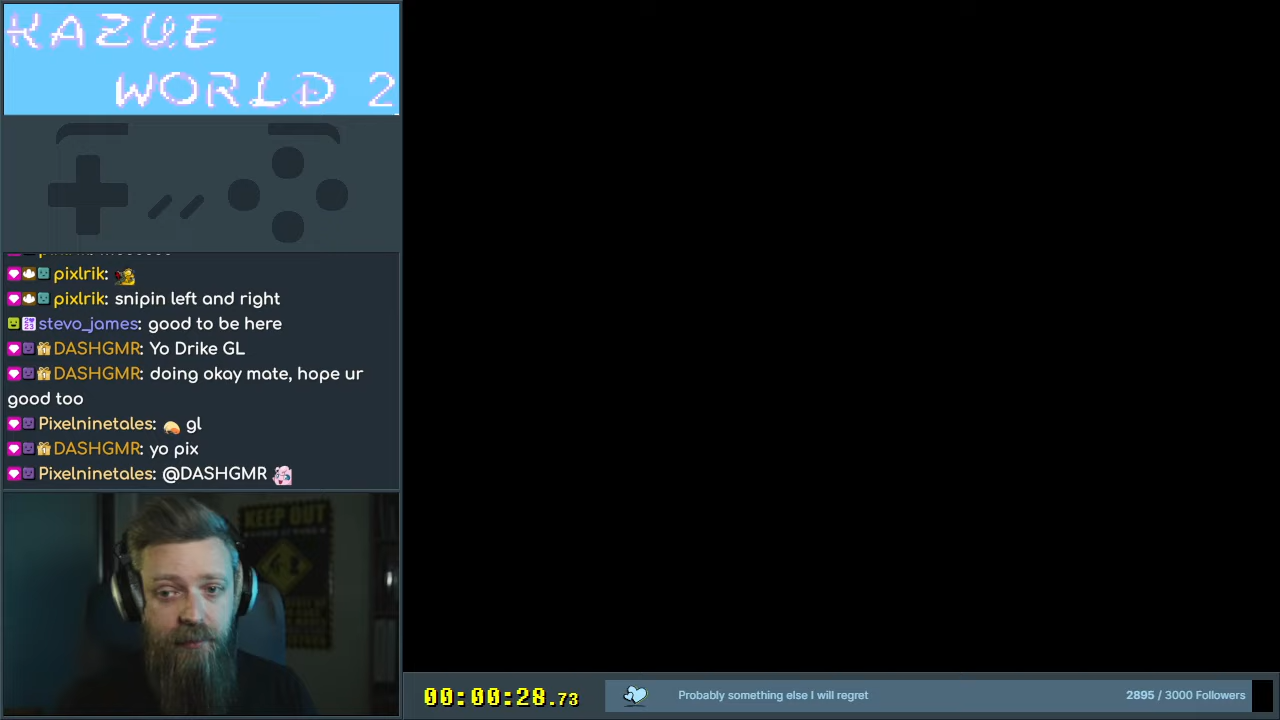 KAZUE
WORLD 2
pixlrik:
pixlrik: snipin left and right
stevo_james: good to be here
DASHGMR: Yo Drike GL
DASHGMR: doing okay mate, hope ur
good too
Pixelninetales: gl
DASHGMR: yo pix
Pixelninetales: @DASHGMR
KEEP OUT
00:00:28.73
Probably something else I will regret
2895 / 3000 Followers